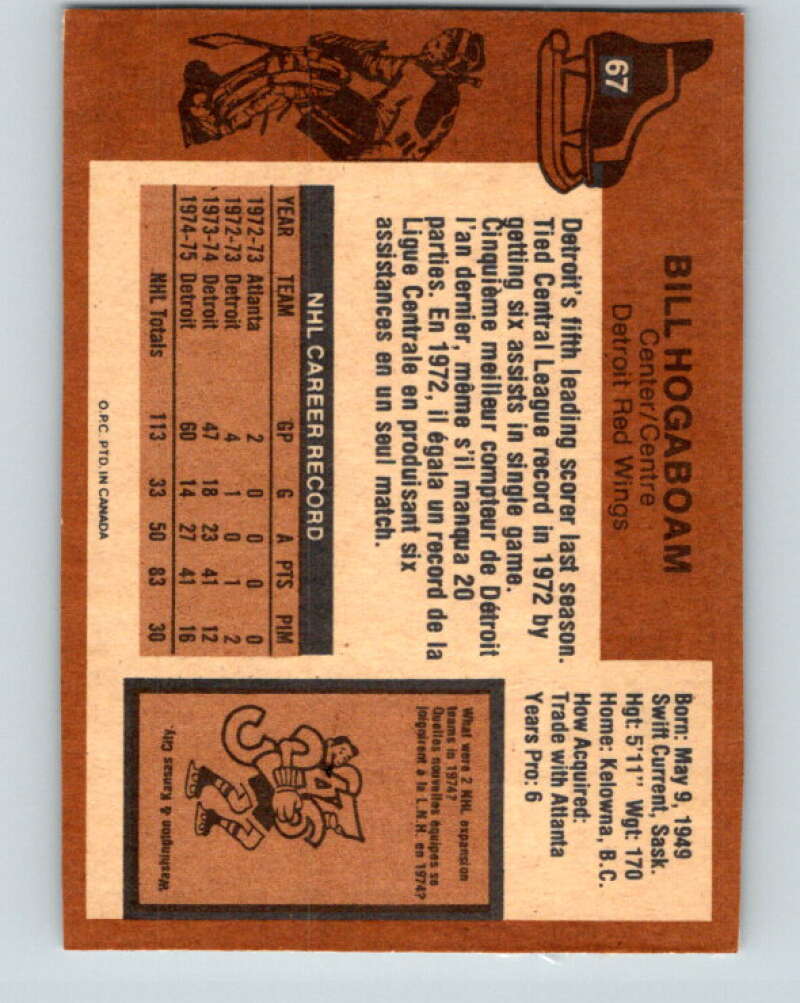 67
BILL HOGABOAM
Center/Centre
Detroit Red Wings
Born: May 9, 1949
Swift Current, Sask.
Hgt: 5'11" Wgt: 170
Home: Kelowna, B.C.
How Acquired:
Trade with Atlanta
Years Pro: 6
Detroit's fifth leading scorer last season.
Tied Central League record in 1972 by
getting six assists in single game.
Cinquième meilleur compteur de Détroit
l'an dernier, même s'il manqua 20
parties. En 1972, il égala un record de la
Ligue Centrale en produisant six
assistances en un seul match.
NHL CAREER RECORD
YEAR TEAM GP G A PTS PIM
1972-73 Atlanta 2 0 0 0 0
1972-73 Detroit 4 1 0 1 2
1973-74 Detroit 47 18 23 41 12
1974-75 Detroit 60 14 27 41 16
NHL Totals 113 33 50 83 30
What were 2 NHL expansion
teams in 1974?
Quelles nouvelles équipes se
joignirent à la L.N.H. en 1974?
Washington & Kansas City.
O.P.C. PTD. IN CANADA